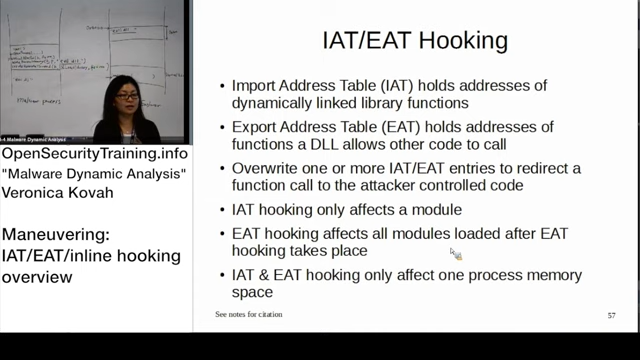 4 Malware Dynamic Analysis
OpenSecurityTraining.info
"Malware Dynamic Analysis"
Veronica Kovah
Maneuvering:
IAT/EAT/inline hooking
overview
IAT/EAT Hooking
• Import Address Table (IAT) holds addresses of
dynamically linked library functions
• Export Address Table (EAT) holds addresses of
functions a DLL allows other code to call
• Overwrite one or more IAT/EAT entries to redirect a
function call to the attacker controlled code
• IAT hooking only affects a module
• EAT hooking affects all modules loaded after EAT
hooking takes place
• IAT & EAT hooking only affect one process memory
space
See notes for citation
57